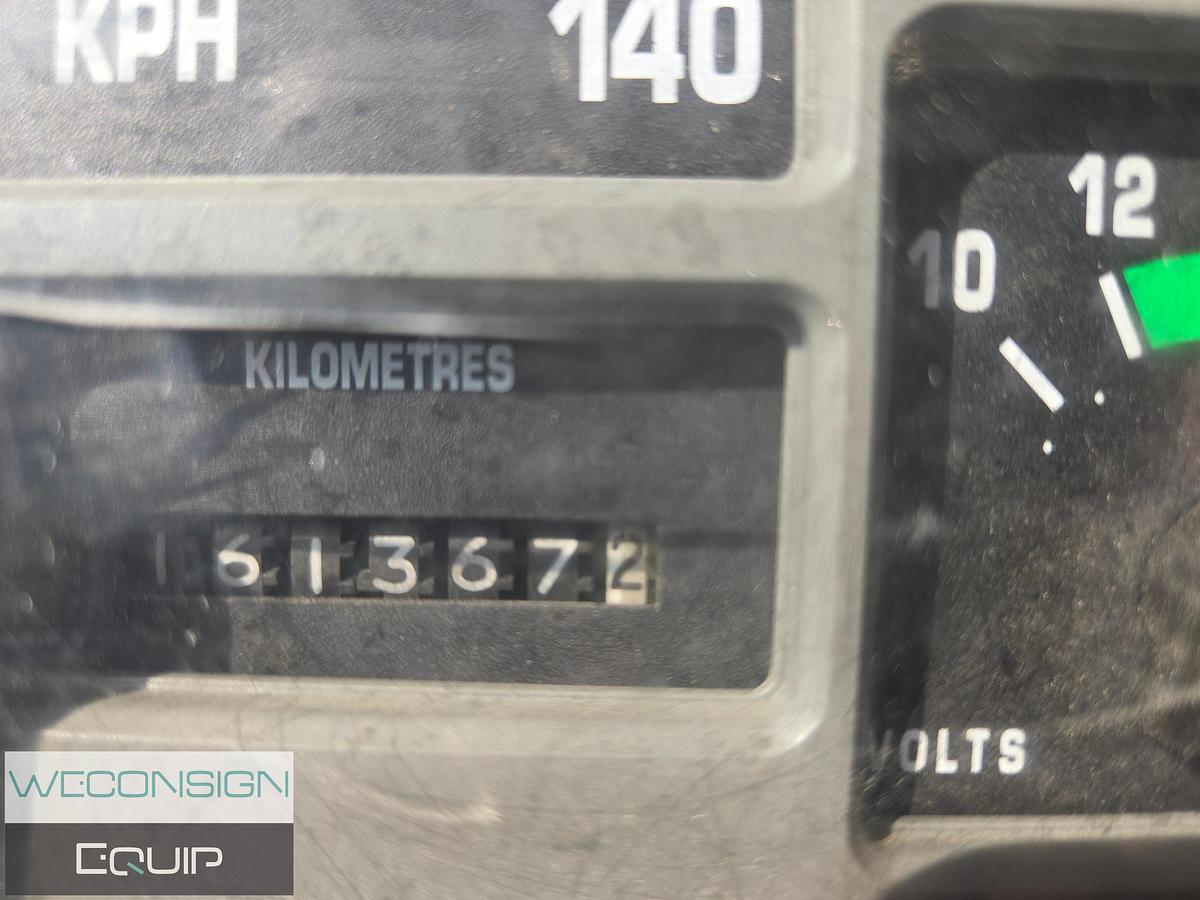 KPH 140
12
10
KILOMETRES
1613672
VOLTS
WECONSIGN
EQUIP